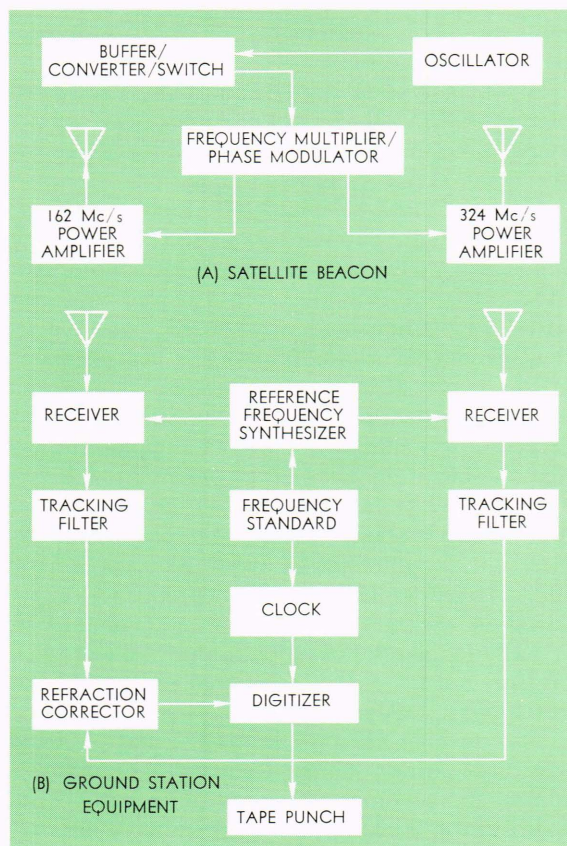 BUFFER/
CONVERTER/SWITCH
OSCILLATOR
FREQUENCY MULTIPLIER/
PHASE MODULATOR
162 Mc/s
POWER
AMPLIFIER
324 Mc/s
POWER
AMPLIFIER
(A) SATELLITE BEACON
RECEIVER
REFERENCE
FREQUENCY
SYNTHESIZER
RECEIVER
TRACKING
FILTER
FREQUENCY
STANDARD
TRACKING
FILTER
CLOCK
REFRACTION
CORRECTOR
DIGITIZER
(B) GROUND STATION
EQUIPMENT
TAPE PUNCH